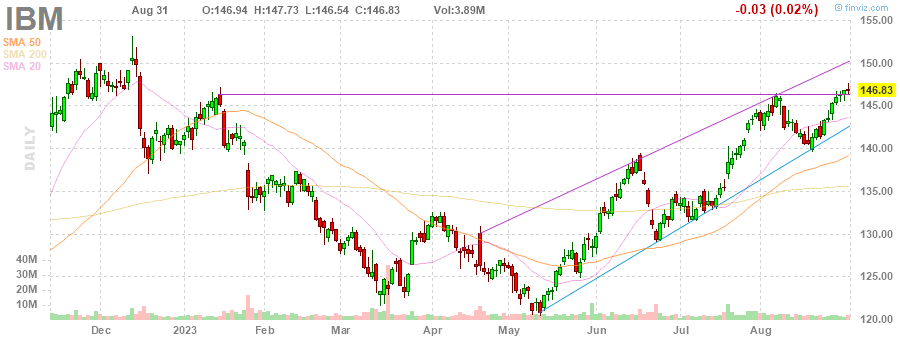 IBM
Aug 31 O:146.94 H:147.73 L:146.54 C:146.83 Vol:3.89M -0.03 (0.02%)
© finviz.com
SMA 50
SMA 200
SMA 20
DAILY
155.00
150.00
146.83
145.00
140.00
135.00
130.00
125.00
120.00
40M
30M
20M
10M
Dec 2023 Feb Mar Apr May Jun Jul Aug